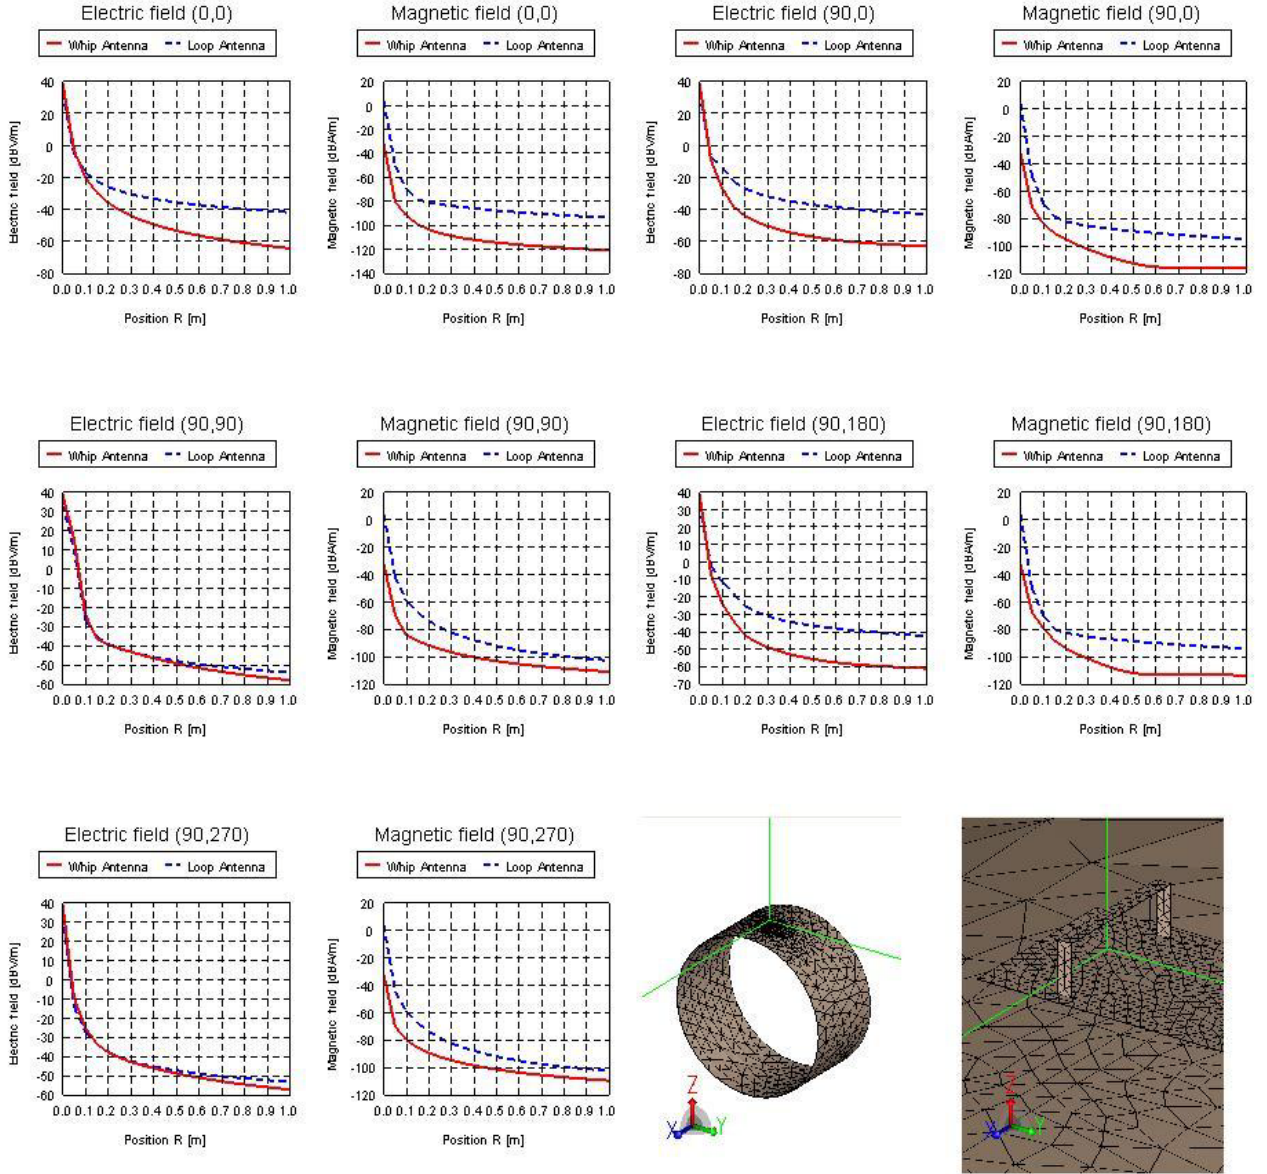 Electric field (0,0)
Whip Antenna Loop Antenna
Electric field [dBV/m]
40
20
0
-20
-40
-60
-80
0.0 0.1 0.2 0.3 0.4 0.5 0.6 0.7 0.8 0.9 1.0
Position R [m]
Magnetic field (0,0)
Whip Antenna Loop Antenna
Magnetic field [dBA/m]
20
0
-20
-40
-60
-80
-100
-120
-140
0.0 0.1 0.2 0.3 0.4 0.5 0.6 0.7 0.8 0.9 1.0
Position R [m]
Electric field (90,0)
Whip Antenna Loop Antenna
Electric field [dBV/m]
40
20
0
-20
-40
-60
-80
0.0 0.1 0.2 0.3 0.4 0.5 0.6 0.7 0.8 0.9 1.0
Position R [m]
Magnetic field (90,0)
Whip Antenna Loop Antenna
Magnetic field [dBA/m]
20
0
-20
-40
-60
-80
-100
-120
0.0 0.1 0.2 0.3 0.4 0.5 0.6 0.7 0.8 0.9 1.0
Position R [m]
Electric field (90,90)
Whip Antenna Loop Antenna
Electric field [dBV/m]
40
30
20
10
0
-10
-20
-30
-40
-50
-60
0.0 0.1 0.2 0.3 0.4 0.5 0.6 0.7 0.8 0.9 1.0
Position R [m]
Magnetic field (90,90)
Whip Antenna Loop Antenna
Magnetic field [dBA/m]
20
0
-20
-40
-60
-80
-100
-120
0.0 0.1 0.2 0.3 0.4 0.5 0.6 0.7 0.8 0.9 1.0
Position R [m]
Electric field (90,180)
Whip Antenna Loop Antenna
Electric field [dBV/m]
40
30
20
10
0
-10
-20
-30
-40
-50
-60
-70
0.0 0.1 0.2 0.3 0.4 0.5 0.6 0.7 0.8 0.9 1.0
Position R [m]
Magnetic field (90,180)
Whip Antenna Loop Antenna
Magnetic field [dBA/m]
20
0
-20
-40
-60
-80
-100
-120
0.0 0.1 0.2 0.3 0.4 0.5 0.6 0.7 0.8 0.9 1.0
Position R [m]
Electric field (90,270)
Whip Antenna Loop Antenna
Electric field [dBV/m]
40
30
20
10
0
-10
-20
-30
-40
-50
-60
0.0 0.1 0.2 0.3 0.4 0.5 0.6 0.7 0.8 0.9 1.0
Position R [m]
Magnetic field (90,270)
Whip Antenna Loop Antenna
Magnetic field [dBA/m]
20
0
-20
-40
-60
-80
-100
-120
0.0 0.1 0.2 0.3 0.4 0.5 0.6 0.7 0.8 0.9 1.0
Position R [m]
Z
X Y
Z
X Y